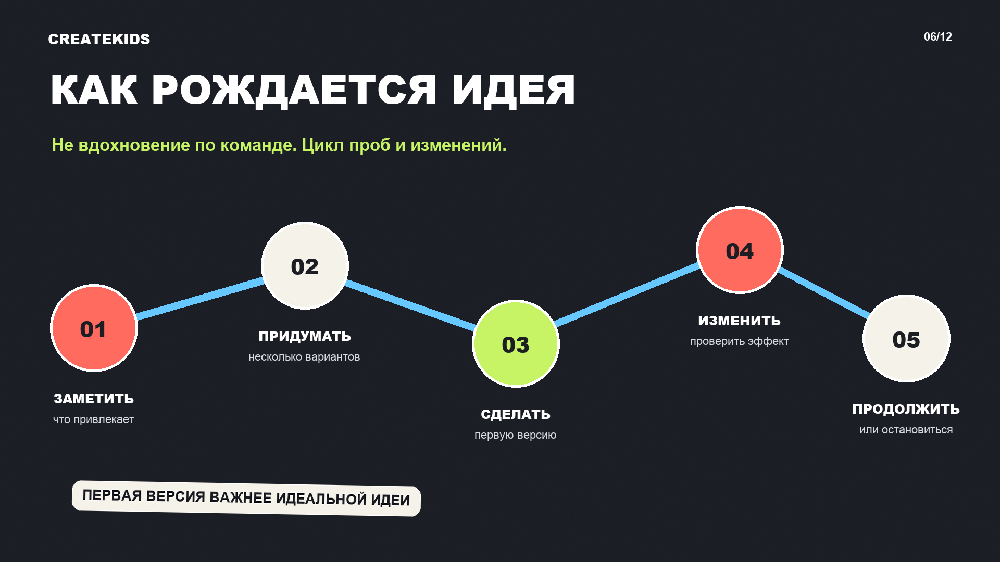 CREATEKIDS
06/12
КАК РОЖДАЕТСЯ ИДЕЯ
Не вдохновение по команде. Цикл проб и изменений.
01
ЗАМЕТИТЬ
что привлекает
02
ПРИДУМАТЬ
несколько вариантов
03
СДЕЛАТЬ
первую версию
04
ИЗМЕНИТЬ
проверить эффект
05
ПРОДОЛЖИТЬ
или остановиться
ПЕРВАЯ ВЕРСИЯ ВАЖНЕЕ ИДЕАЛЬНОЙ ИДЕИ